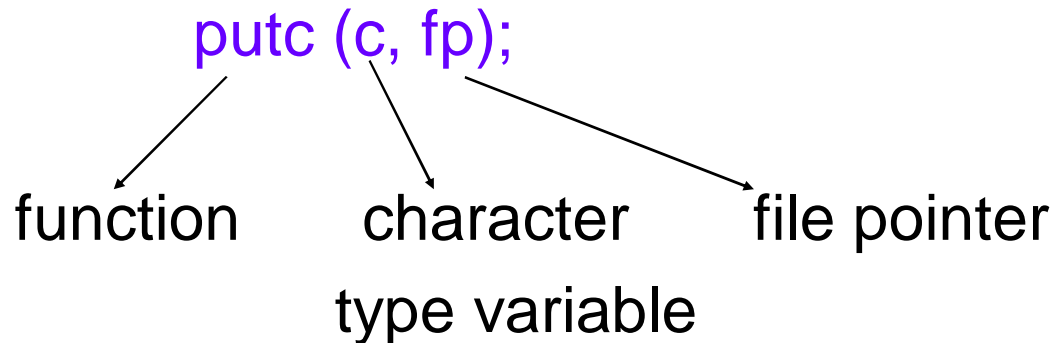 putc (c, fp);
function character file pointer
type variable